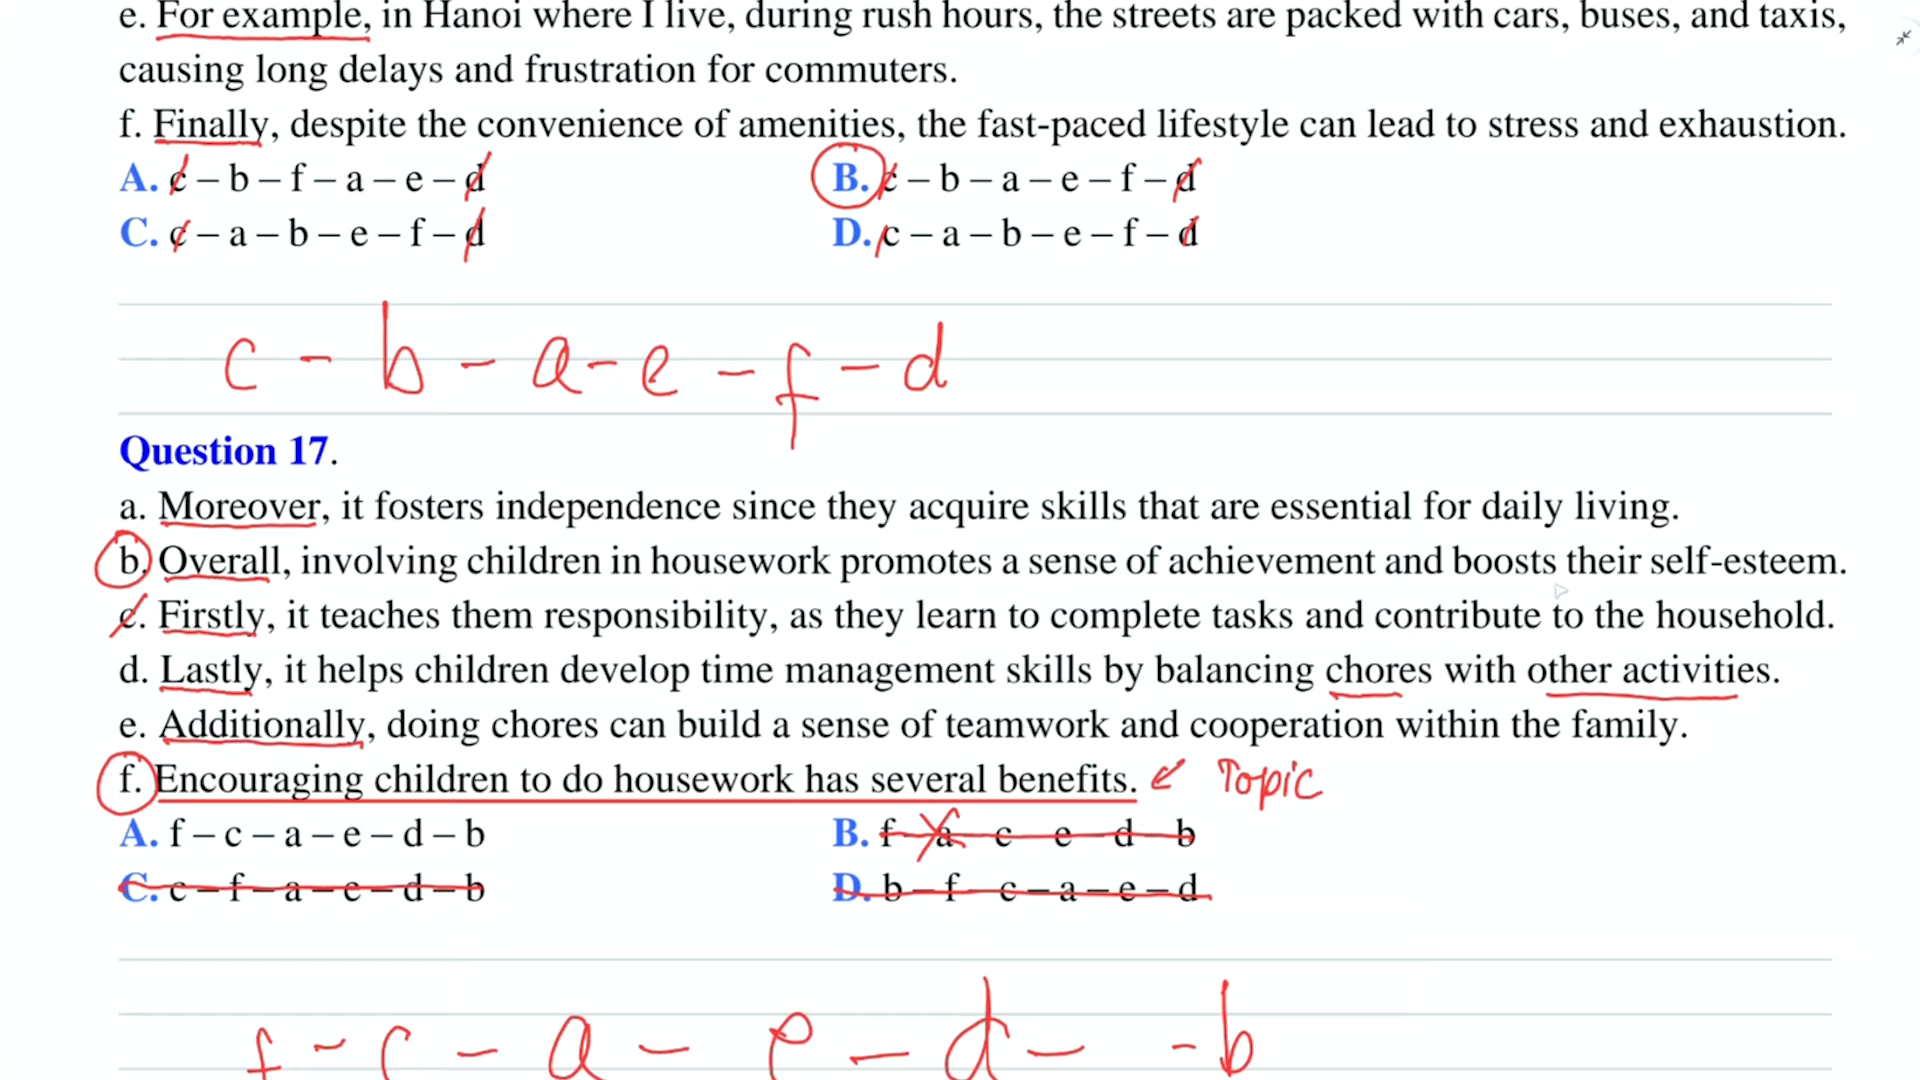 e. For example, in Hanoi where I live, during rush hours, the streets are packed with cars, buses, and taxis,
causing long delays and frustration for commuters.
f. Finally, despite the convenience of amenities, the fast-paced lifestyle can lead to stress and exhaustion.
A. c – b – f – a – e – d
B. c – b – a – e – f – d
C. c – a – b – e – f – d
D. c – a – b – e – f – d
c - b - a - e - f - d
Question 17.
a. Moreover, it fosters independence since they acquire skills that are essential for daily living.
b. Overall, involving children in housework promotes a sense of achievement and boosts their self-esteem.
c. Firstly, it teaches them responsibility, as they learn to complete tasks and contribute to the household.
d. Lastly, it helps children develop time management skills by balancing chores with other activities.
e. Additionally, doing chores can build a sense of teamwork and cooperation within the family.
f. Encouraging children to do housework has several benefits. Topic
A. f – c – a – e – d – b
B. f – a – c – e – d – b
C. c – f – a – e – d – b
D. b – f – c – a – e – d
f - c - a - e - d - - b